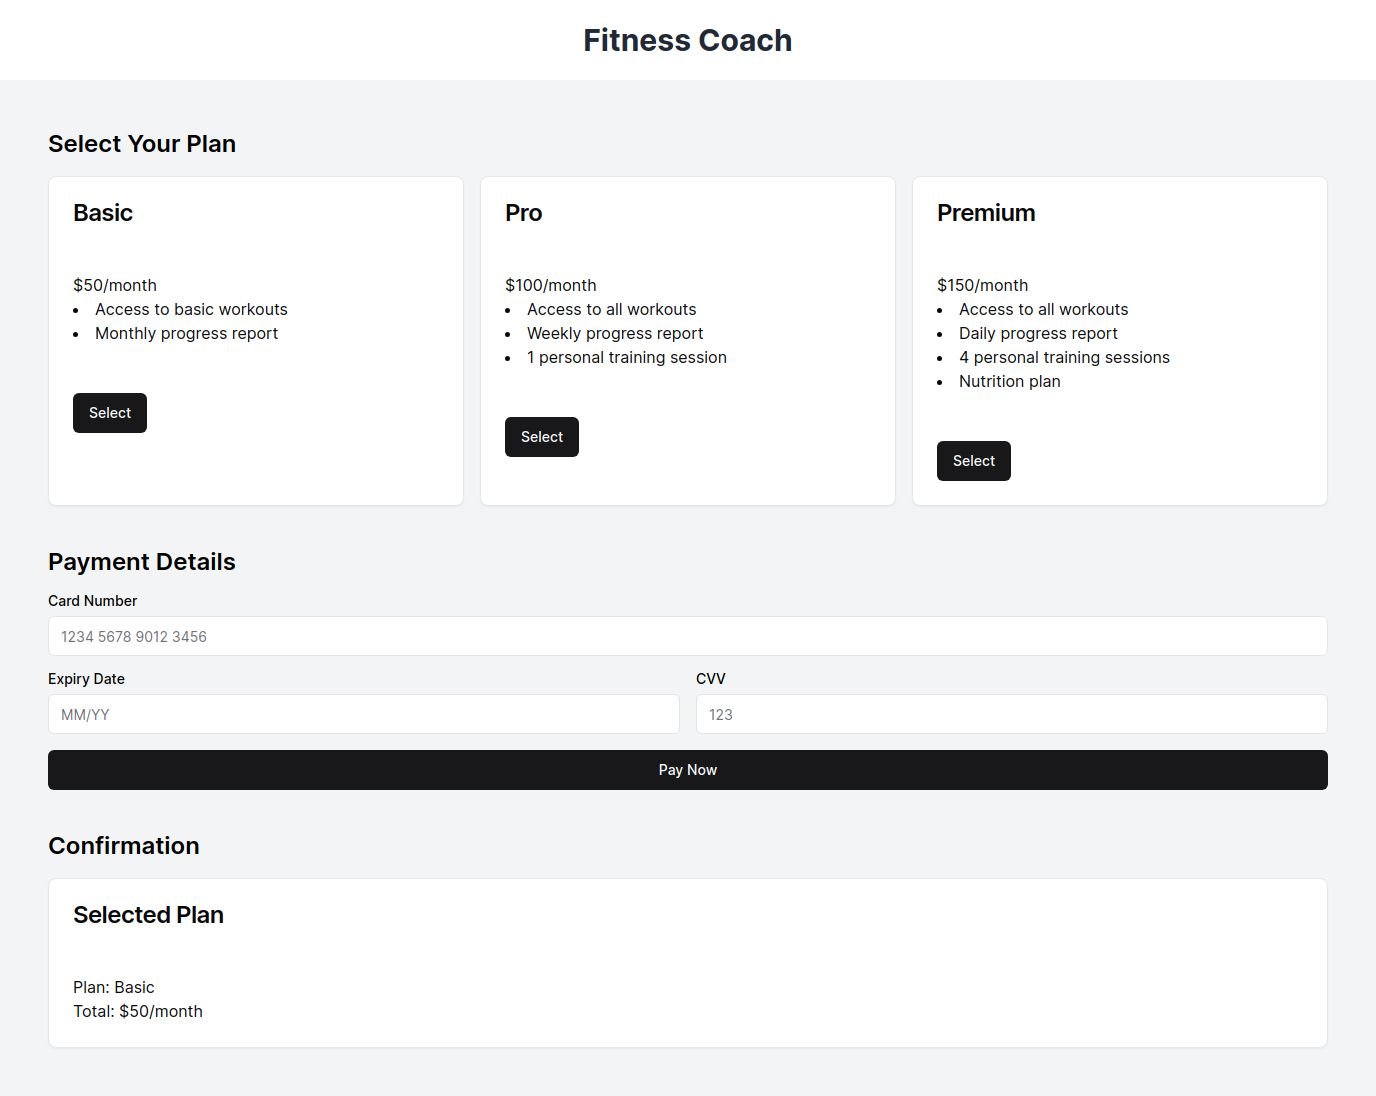 Fitness Coach
Select Your Plan
Basic
$50/month
Access to basic workouts
Monthly progress report
Select
Pro
$100/month
Access to all workouts
Weekly progress report
1 personal training session
Select
Premium
$150/month
Access to all workouts
Daily progress report
4 personal training sessions
Nutrition plan
Select
Payment Details
Card Number
1234 5678 9012 3456
Expiry Date
MM/YY
CVV
123
Pay Now
Confirmation
Selected Plan
Plan: Basic
Total: $50/month